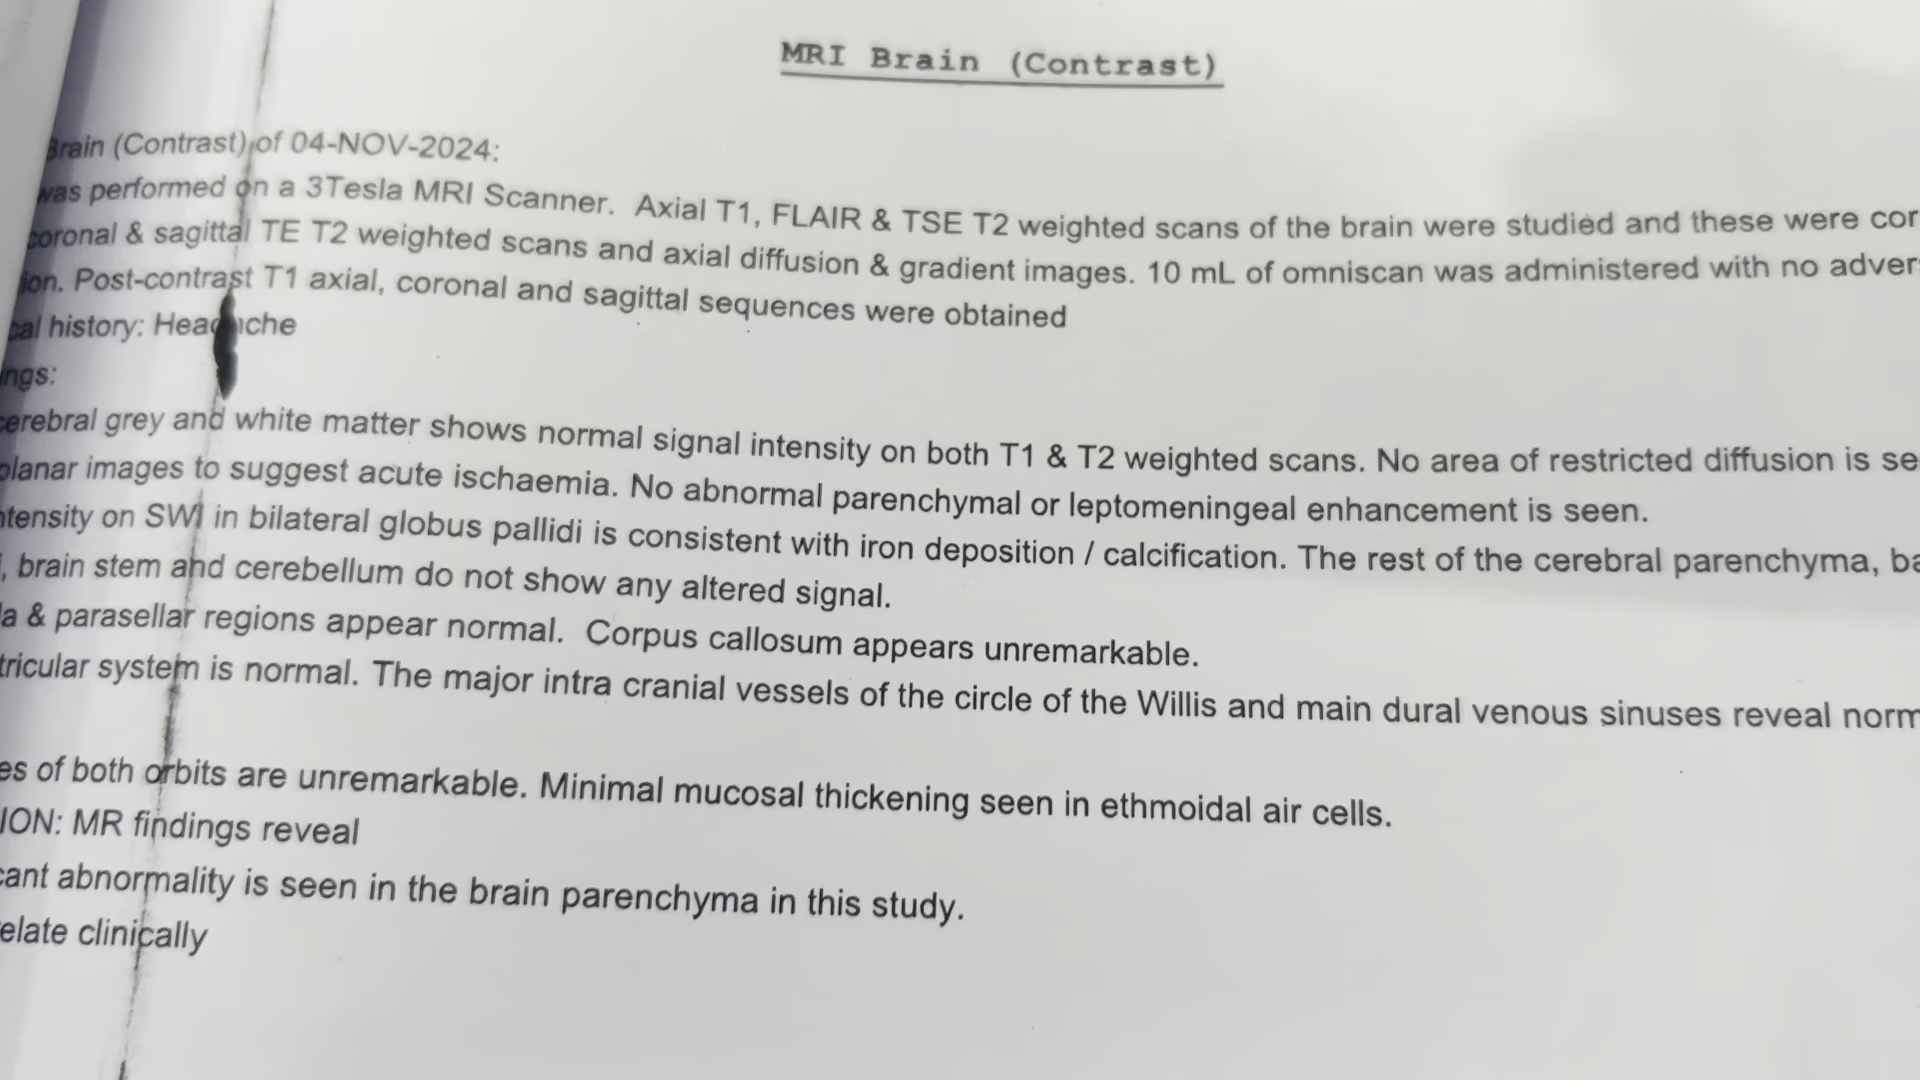 MRI Brain (Contrast)
Brain (Contrast) of 04-NOV-2024:
was performed on a 3Tesla MRI Scanner. Axial T1, FLAIR & TSE T2 weighted scans of the brain were studied and these were cor
coronal & sagittal TE T2 weighted scans and axial diffusion & gradient images. 10 mL of omniscan was administered with no adver
ion. Post-contrast T1 axial, coronal and sagittal sequences were obtained
cal history: Headache
ings:
cerebral grey and white matter shows normal signal intensity on both T1 & T2 weighted scans. No area of restricted diffusion is se
planar images to suggest acute ischaemia. No abnormal parenchymal or leptomeningeal enhancement is seen.
ntensity on SWI in bilateral globus pallidi is consistent with iron deposition / calcification. The rest of the cerebral parenchyma, ba
, brain stem and cerebellum do not show any altered signal.
la & parasellar regions appear normal. Corpus callosum appears unremarkable.
tricular system is normal. The major intra cranial vessels of the circle of the Willis and main dural venous sinuses reveal norm
es of both orbits are unremarkable. Minimal mucosal thickening seen in ethmoidal air cells.
ION: MR findings reveal
cant abnormality is seen in the brain parenchyma in this study.
elate clinically